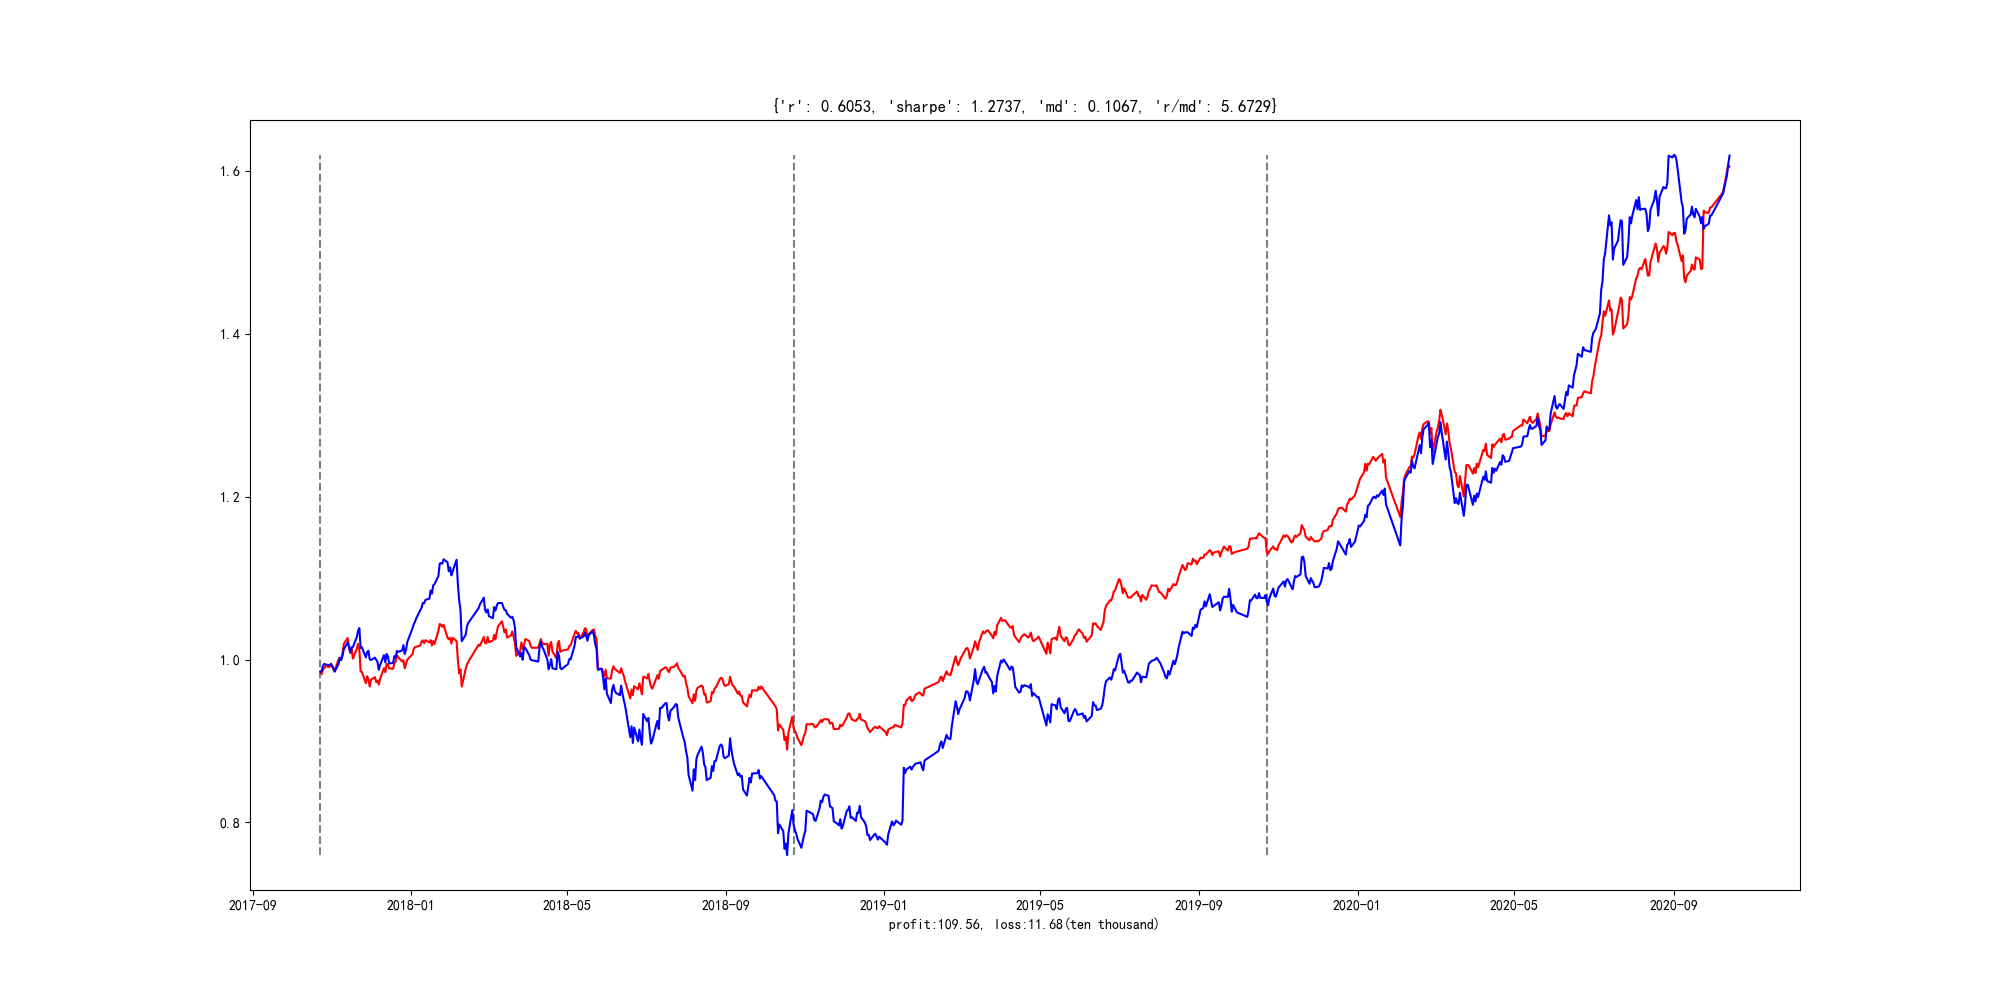 {'r': 0.6053, 'sharpe': 1.2737, 'md': 0.1067, 'r/md': 5.6729}
1.6
1.4
1.2
1.0
0.8
2017-09 2018-01 2018-05 2018-09 2019-01 2019-05 2019-09 2020-01 2020-05 2020-09
profit:109.56, loss:11.68(ten thousand)